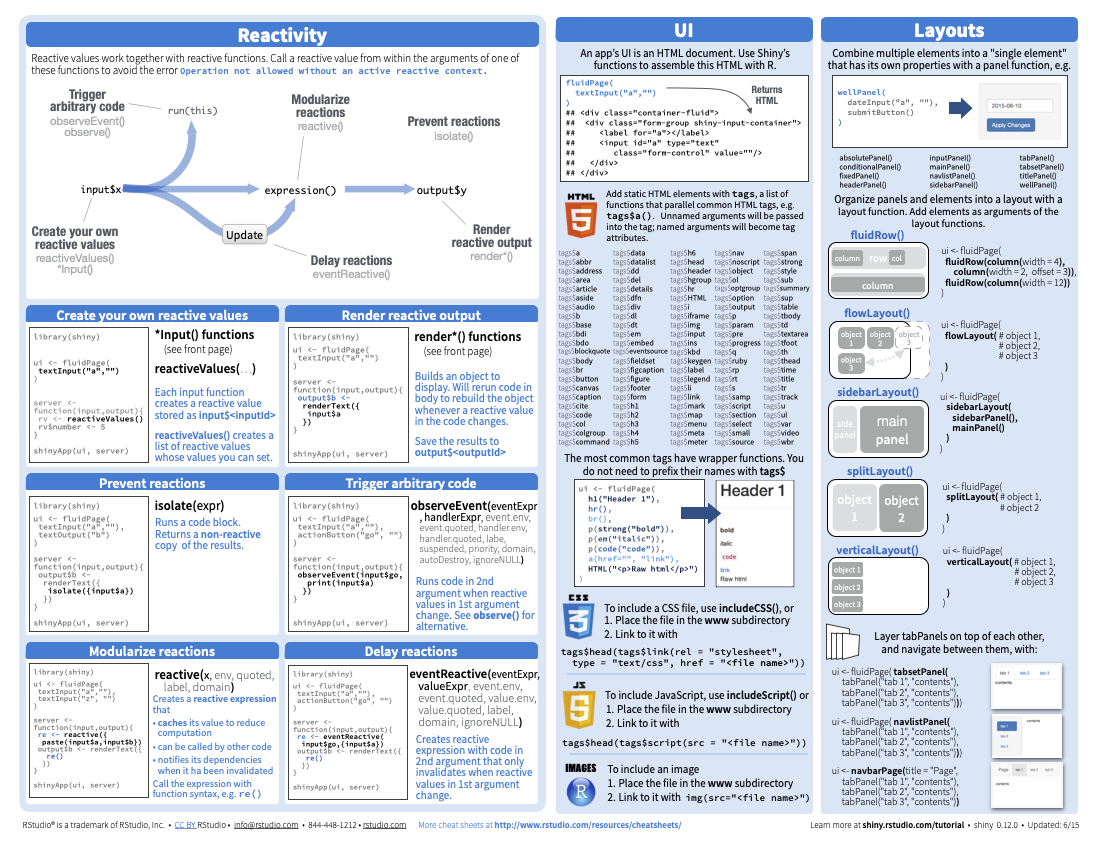 Reactivity
Reactive values work together with reactive functions. Call a reactive value from within the arguments of one of
these functions to avoid the error Operation not allowed without an active reactive context.
Trigger
arbitrary code
observeEvent()
observe()
run(this)
Modularize
reactions
reactive()
Prevent reactions
isolate()
input$x
expression()
output$y
Update
Create your own
reactive values
reactiveValues()
*Input()
Delay reactions
eventReactive()
Render
reactive output
render*()
Create your own reactive values
library(shiny)
ui <- fluidPage(
textInput("a","")
)
server <-
function(input,output){
rv <- reactiveValues()
rv$number <- 5
}
shinyApp(ui, server)
*Input() functions
(see front page)
reactiveValues(…)
Each input function
creates a reactive value
stored as input$<inputId>
reactiveValues() creates a
list of reactive values
whose values you can set.
Render reactive output
library(shiny)
ui <- fluidPage(
textInput("a","")
)
server <-
function(input,output){
output$b <-
renderText({
input$a
})
}
shinyApp(ui, server)
render*() functions
(see front page)
Builds an object to
display. Will rerun code in
body to rebuild the object
whenever a reactive value
in the code changes.
Save the results to
output$<outputId>
Prevent reactions
library(shiny)
ui <- fluidPage(
textInput("a",""),
textOutput("b")
)
server <-
function(input,output){
output$b <-
renderText({
isolate({input$a})
})
}
shinyApp(ui, server)
isolate(expr)
Runs a code block.
Returns a non-reactive
copy of the results.
Trigger arbitrary code
library(shiny)
ui <- fluidPage(
textInput("a",""),
actionButton("go", "")
)
server <-
function(input,output){
observeEvent(input$go,
print(input$a)
})
}
shinyApp(ui, server)
observeEvent(eventExpr
, handlerExpr, event.env,
event.quoted, handler.env,
handler.quoted, labe,
suspended, priority, domain,
autoDestroy, ignoreNULL)
Runs code in 2nd
argument when reactive
values in 1st argument
change. See observe() for
alternative.
Modularize reactions
library(shiny)
ui <- fluidPage(
textInput("a",""),
textInput("z", "")
)
server <-
function(input,output){
re <- reactive({
paste(input$a,input$b})
output$b <- renderText({
re()
})
}
shinyApp(ui, server)
reactive(x, env, quoted,
label, domain)
Creates a reactive expression
that
• caches its value to reduce
computation
• can be called by other code
• notifies its dependencies
when it has been invalidated
Call the expression with
function syntax, e.g. re()
Delay reactions
library(shiny)
ui <- fluidPage(
textInput("a",""),
actionButton("go", "")
)
server <-
function(input,output){
re <- eventReactive(
input$go,{input$a})
output$b <- renderText({
re()
})
}
shinyApp(ui, server)
eventReactive(eventExpr,
valueExpr, event.env,
event.quoted, value.env,
value.quoted, label,
domain, ignoreNULL)
Creates reactive
expression with code in
2nd argument that only
invalidates when reactive
values in 1st argument
change.
UI
An app's UI is an HTML document. Use Shiny's
functions to assemble this HTML with R.
fluidPage(
textInput("a","")
)
## <div class="container-fluid">
## <div class="form-group shiny-input-container">
## <label for="a"></label>
## <input id="a" type="text"
## class="form-control" value=""/>
## </div>
## </div>
Returns
HTML
HTML
5
Add static HTML elements with tags, a list of
functions that parallel common HTML tags, e.g.
tags$a(). Unnamed arguments will be passed
into the tag; named arguments will become tag
attributes.
tags$a tags$data tags$h6 tags$nav tags$span
tags$abbr tags$datalist tags$head tags$noscript tags$strong
tags$address tags$dd tags$header tags$object tags$style
tags$area tags$del tags$hgroup tags$ol tags$sub
tags$article tags$details tags$hr tags$optgroup tags$summary
tags$aside tags$dfn tags$HTML tags$option tags$sup
tags$audio tags$div tags$i tags$output tags$table
tags$b tags$dl tags$iframe tags$p tags$tbody
tags$base tags$dt tags$img tags$param tags$td
tags$bdi tags$em tags$input tags$pre tags$textarea
tags$bdo tags$embed tags$ins tags$progress tags$tfoot
tags$blockquote tags$eventsource tags$kbd tags$q tags$th
tags$body tags$fieldset tags$keygen tags$ruby tags$thead
tags$br tags$figcaption tags$label tags$rp tags$time
tags$button tags$figure tags$legend tags$rt tags$title
tags$canvas tags$footer tags$li tags$s tags$tr
tags$caption tags$form tags$link tags$samp tags$track
tags$cite tags$h1 tags$mark tags$script tags$u
tags$code tags$h2 tags$map tags$section tags$ul
tags$col tags$h3 tags$menu tags$select tags$var
tags$colgroup tags$h4 tags$meta tags$small tags$video
tags$command tags$h5 tags$meter tags$source tags$wbr
The most common tags have wrapper functions. You
do not need to prefix their names with tags$
ui <- fluidPage(
h1("Header 1"),
hr(),
br(),
p(strong("bold")),
p(em("italic")),
p(code("code")),
a(href="", "link"),
HTML("<p>Raw html</p>")
)
Header 1
bold
italic
code
link
Raw html
CSS
3
To include a CSS file, use includeCSS(), or
1. Place the file in the www subdirectory
2. Link to it with
tags$head(tags$link(rel = "stylesheet",
type = "text/css", href = "<file name>"))
JS
5
To include JavaScript, use includeScript() or
1. Place the file in the www subdirectory
2. Link to it with
tags$head(tags$script(src = "<file name>"))
IMAGES
R
To include an image
1. Place the file in the www subdirectory
2. Link to it with img(src="<file name>")
Layouts
Combine multiple elements into a "single element"
that has its own properties with a panel function, e.g.
wellPanel(
dateInput("a", ""),
submitButton()
)
2015-06-10
Apply Changes
absolutePanel() inputPanel() tabPanel()
conditionalPanel() mainPanel() tabsetPanel()
fixedPanel() navlistPanel() titlePanel()
headerPanel() sidebarPanel() wellPanel()
Organize panels and elements into a layout with a
layout function. Add elements as arguments of the
layout functions.
fluidRow()
column row col
column
ui <- fluidPage(
fluidRow(column(width = 4),
column(width = 2, offset = 3)),
fluidRow(column(width = 12))
)
flowLayout()
object 1
object 2
object 3
object 3
ui <- fluidPage(
flowLayout( # object 1,
# object 2,
# object 3
)
)
sidebarLayout()
side panel
main panel
ui <- fluidPage(
sidebarLayout(
sidebarPanel(),
mainPanel()
)
)
splitLayout()
object 1
object 2
ui <- fluidPage(
splitLayout( # object 1,
# object 2
)
)
verticalLayout()
object 1
object 2
object 3
ui <- fluidPage(
verticalLayout( # object 1,
# object 2,
# object 3
)
)
Layer tabPanels on top of each other,
and navigate between them, with:
ui <- fluidPage( tabsetPanel(
tabPanel("tab 1", "contents"),
tabPanel("tab 2", "contents"),
tabPanel("tab 3", "contents")))
tab 1 tab 2 tab 3
contents
ui <- fluidPage( navlistPanel(
tabPanel("tab 1", "contents"),
tabPanel("tab 2", "contents"),
tabPanel("tab 3", "contents")))
tab 1
tab 2
tab 3
contents
ui <- navbarPage(title = "Page",
tabPanel("tab 1", "contents"),
tabPanel("tab 2", "contents"),
tabPanel("tab 3", "contents"))
Page tab 1 tab 2 tab 3
contents
RStudio® is a trademark of RStudio, Inc. • CC BY RStudio • info@rstudio.com • 844-448-1212 • rstudio.com
More cheat sheets at http://www.rstudio.com/resources/cheatsheets/
Learn more at shiny.rstudio.com/tutorial • shiny 0.12.0 • Updated: 6/15